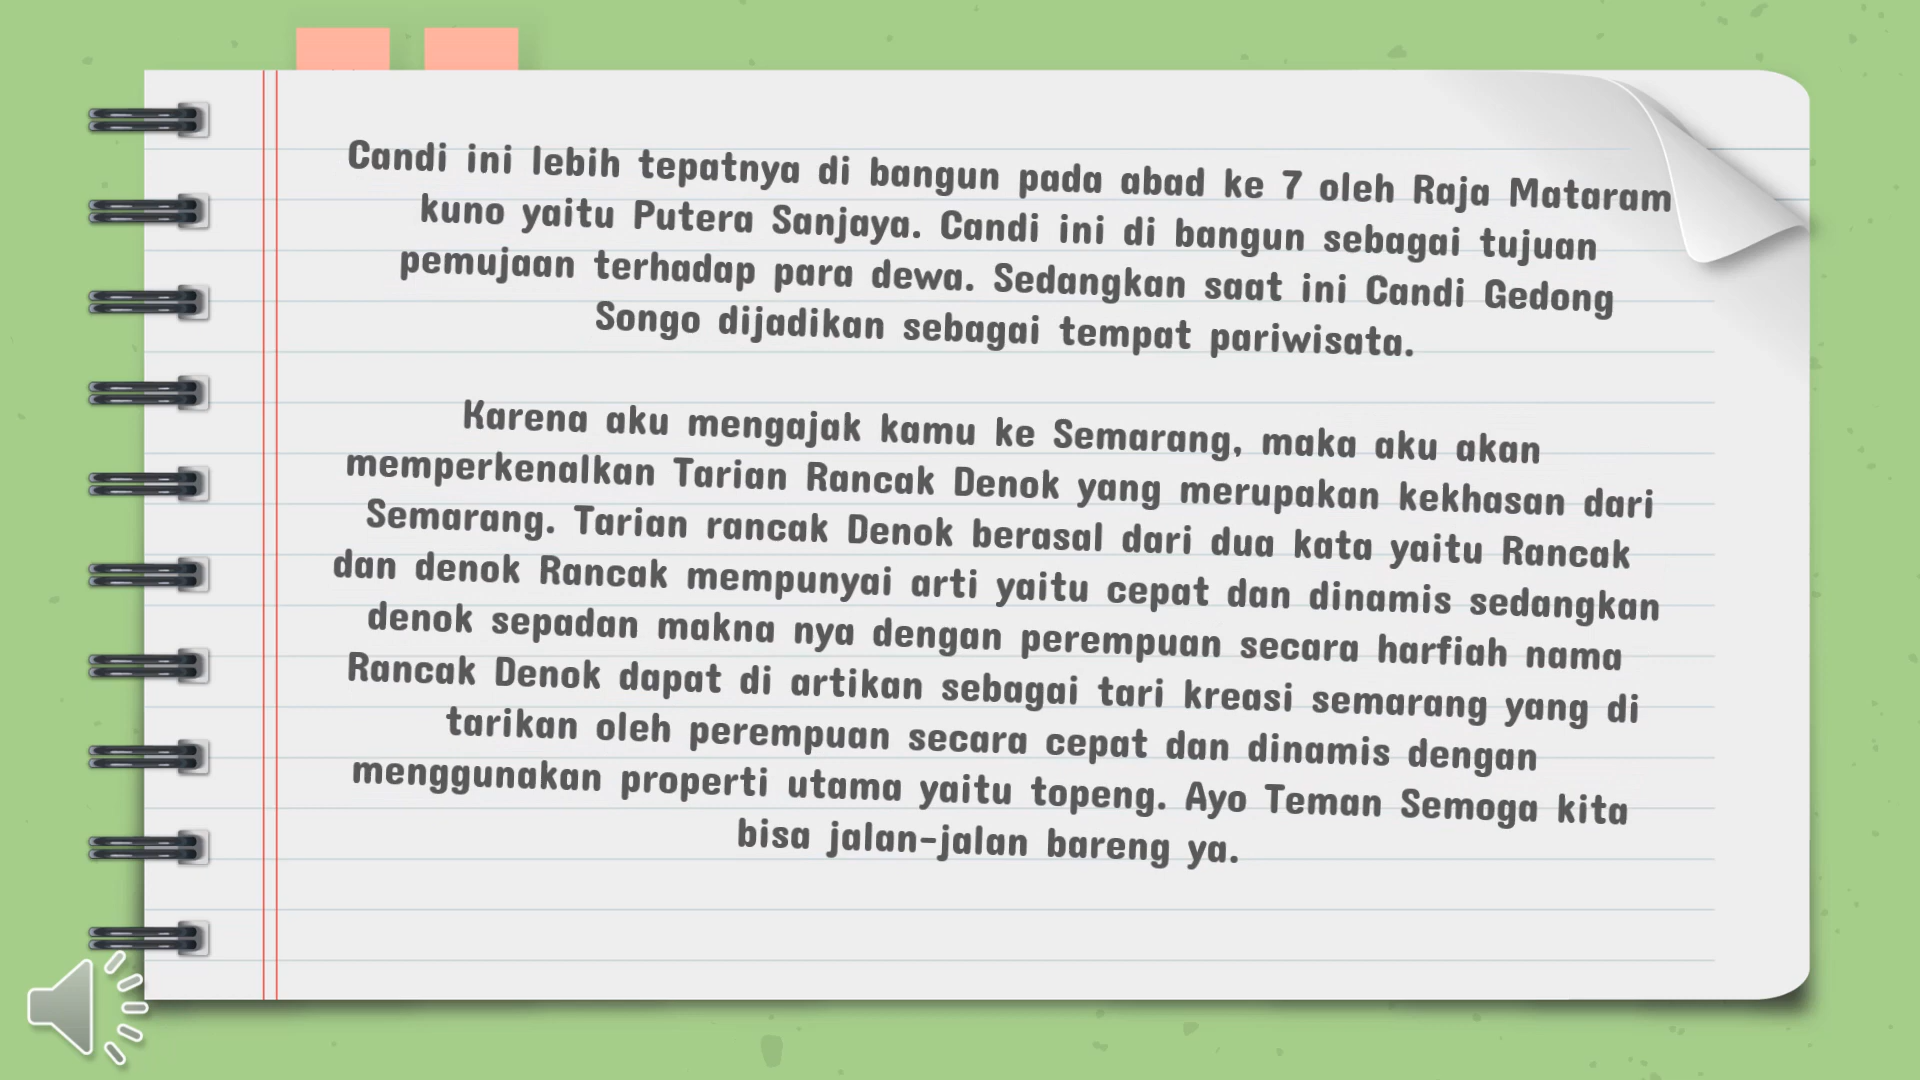 Candi ini lebih tepatnya di bangun pada abad ke 7 oleh Raja Mataram
kuno yaitu Putera Sanjaya. Candi ini di bangun sebagai tujuan
pemujaan terhadap para dewa. Sedangkan saat ini Candi Gedong
Songo dijadikan sebagai tempat pariwisata.
Karena aku mengajak kamu ke Semarang, maka aku akan
memperkenalkan Tarian Rancak Denok yang merupakan kekhasan dari
Semarang. Tarian rancak Denok berasal dari dua kata yaitu Rancak
dan denok Rancak mempunyai arti yaitu cepat dan dinamis sedangkan
denok sepadan makna nya dengan perempuan secara harfiah nama
Rancak Denok dapat di artikan sebagai tari kreasi semarang yang di
tarikan oleh perempuan secara cepat dan dinamis dengan
menggunakan properti utama yaitu topeng. Ayo Teman Semoga kita
bisa jalan-jalan bareng ya.